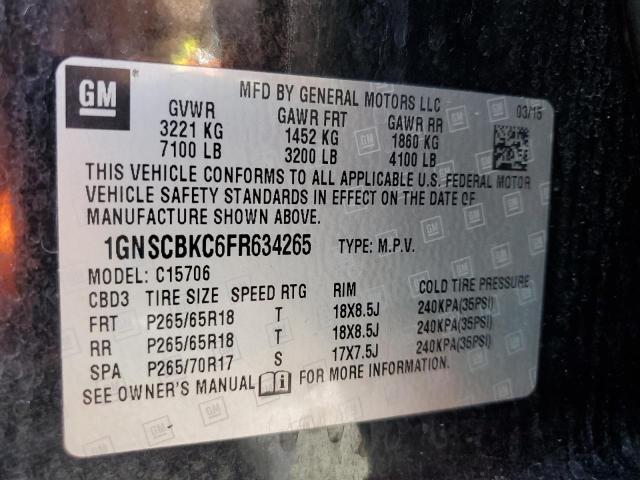 GM
MFD BY GENERAL MOTORS LLC
03/15
GVWR GAWR FRT GAWR RR
3221 KG 1452 KG 1860 KG
7100 LB 3200 LB 4100 LB
THIS VEHICLE CONFORMS TO ALL APPLICABLE U.S. FEDERAL MOTOR
VEHICLE SAFETY STANDARDS IN EFFECT ON THE DATE OF
MANUFACTURE SHOWN ABOVE.
1GNSCBKC6FR634265 TYPE: M.P.V.
MODEL: C15706
CBD3 TIRE SIZE SPEED RTG RIM COLD TIRE PRESSURE
FRT P265/65R18 T 18X8.5J 240KPA(35PSI)
RR P265/65R18 T 18X8.5J 240KPA(35PSI)
SPA P265/70R17 S 17X7.5J 240KPA(35PSI)
SEE OWNER'S MANUAL FOR MORE INFORMATION.